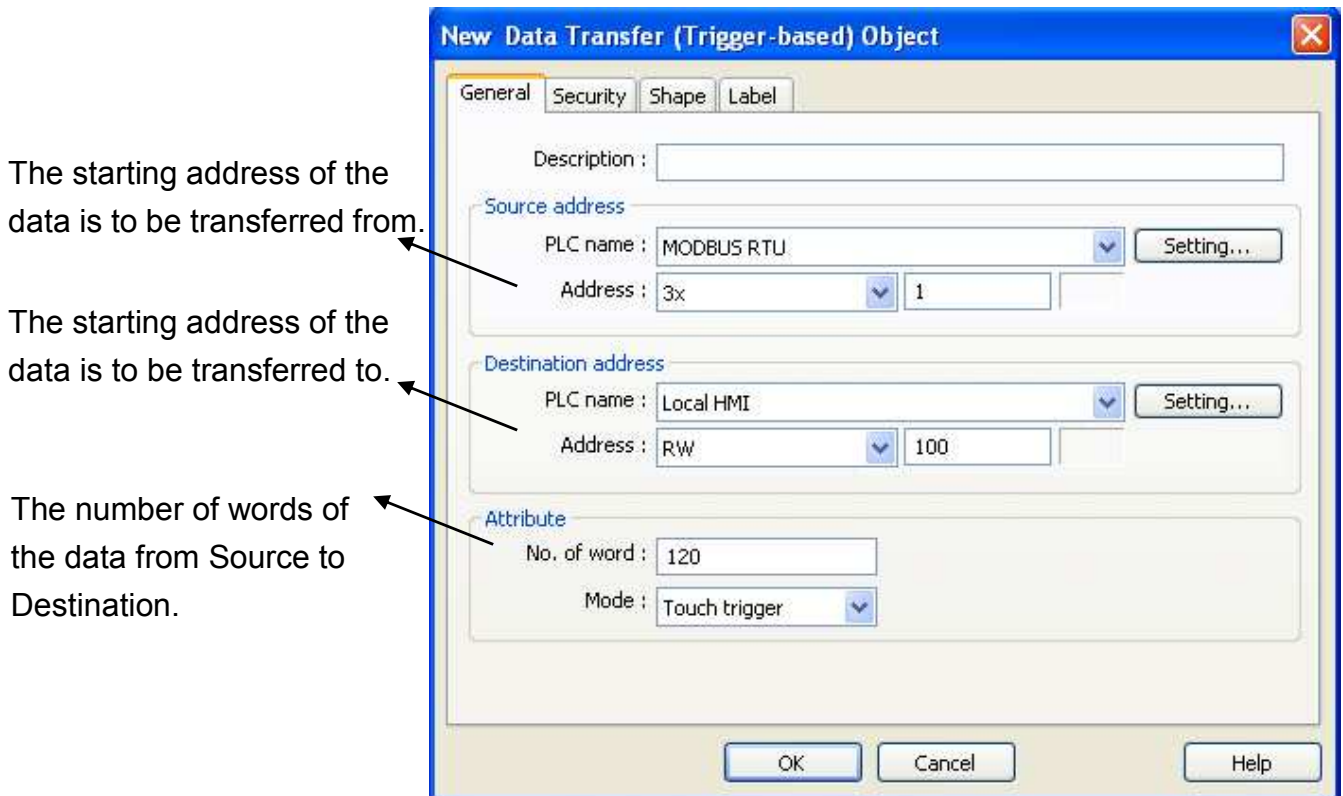 New Data Transfer (Trigger-based) Object
General Security Shape Label
Description :
The starting address of the
data is to be transferred from.
Source address
PLC name : MODBUS RTU Setting...
Address : 3x 1
The starting address of the
data is to be transferred to.
Destination address
PLC name : Local HMI Setting...
Address : RW 100
The number of words of
the data from Source to
Destination.
Attribute
No. of word : 120
Mode : Touch trigger
OK Cancel Help